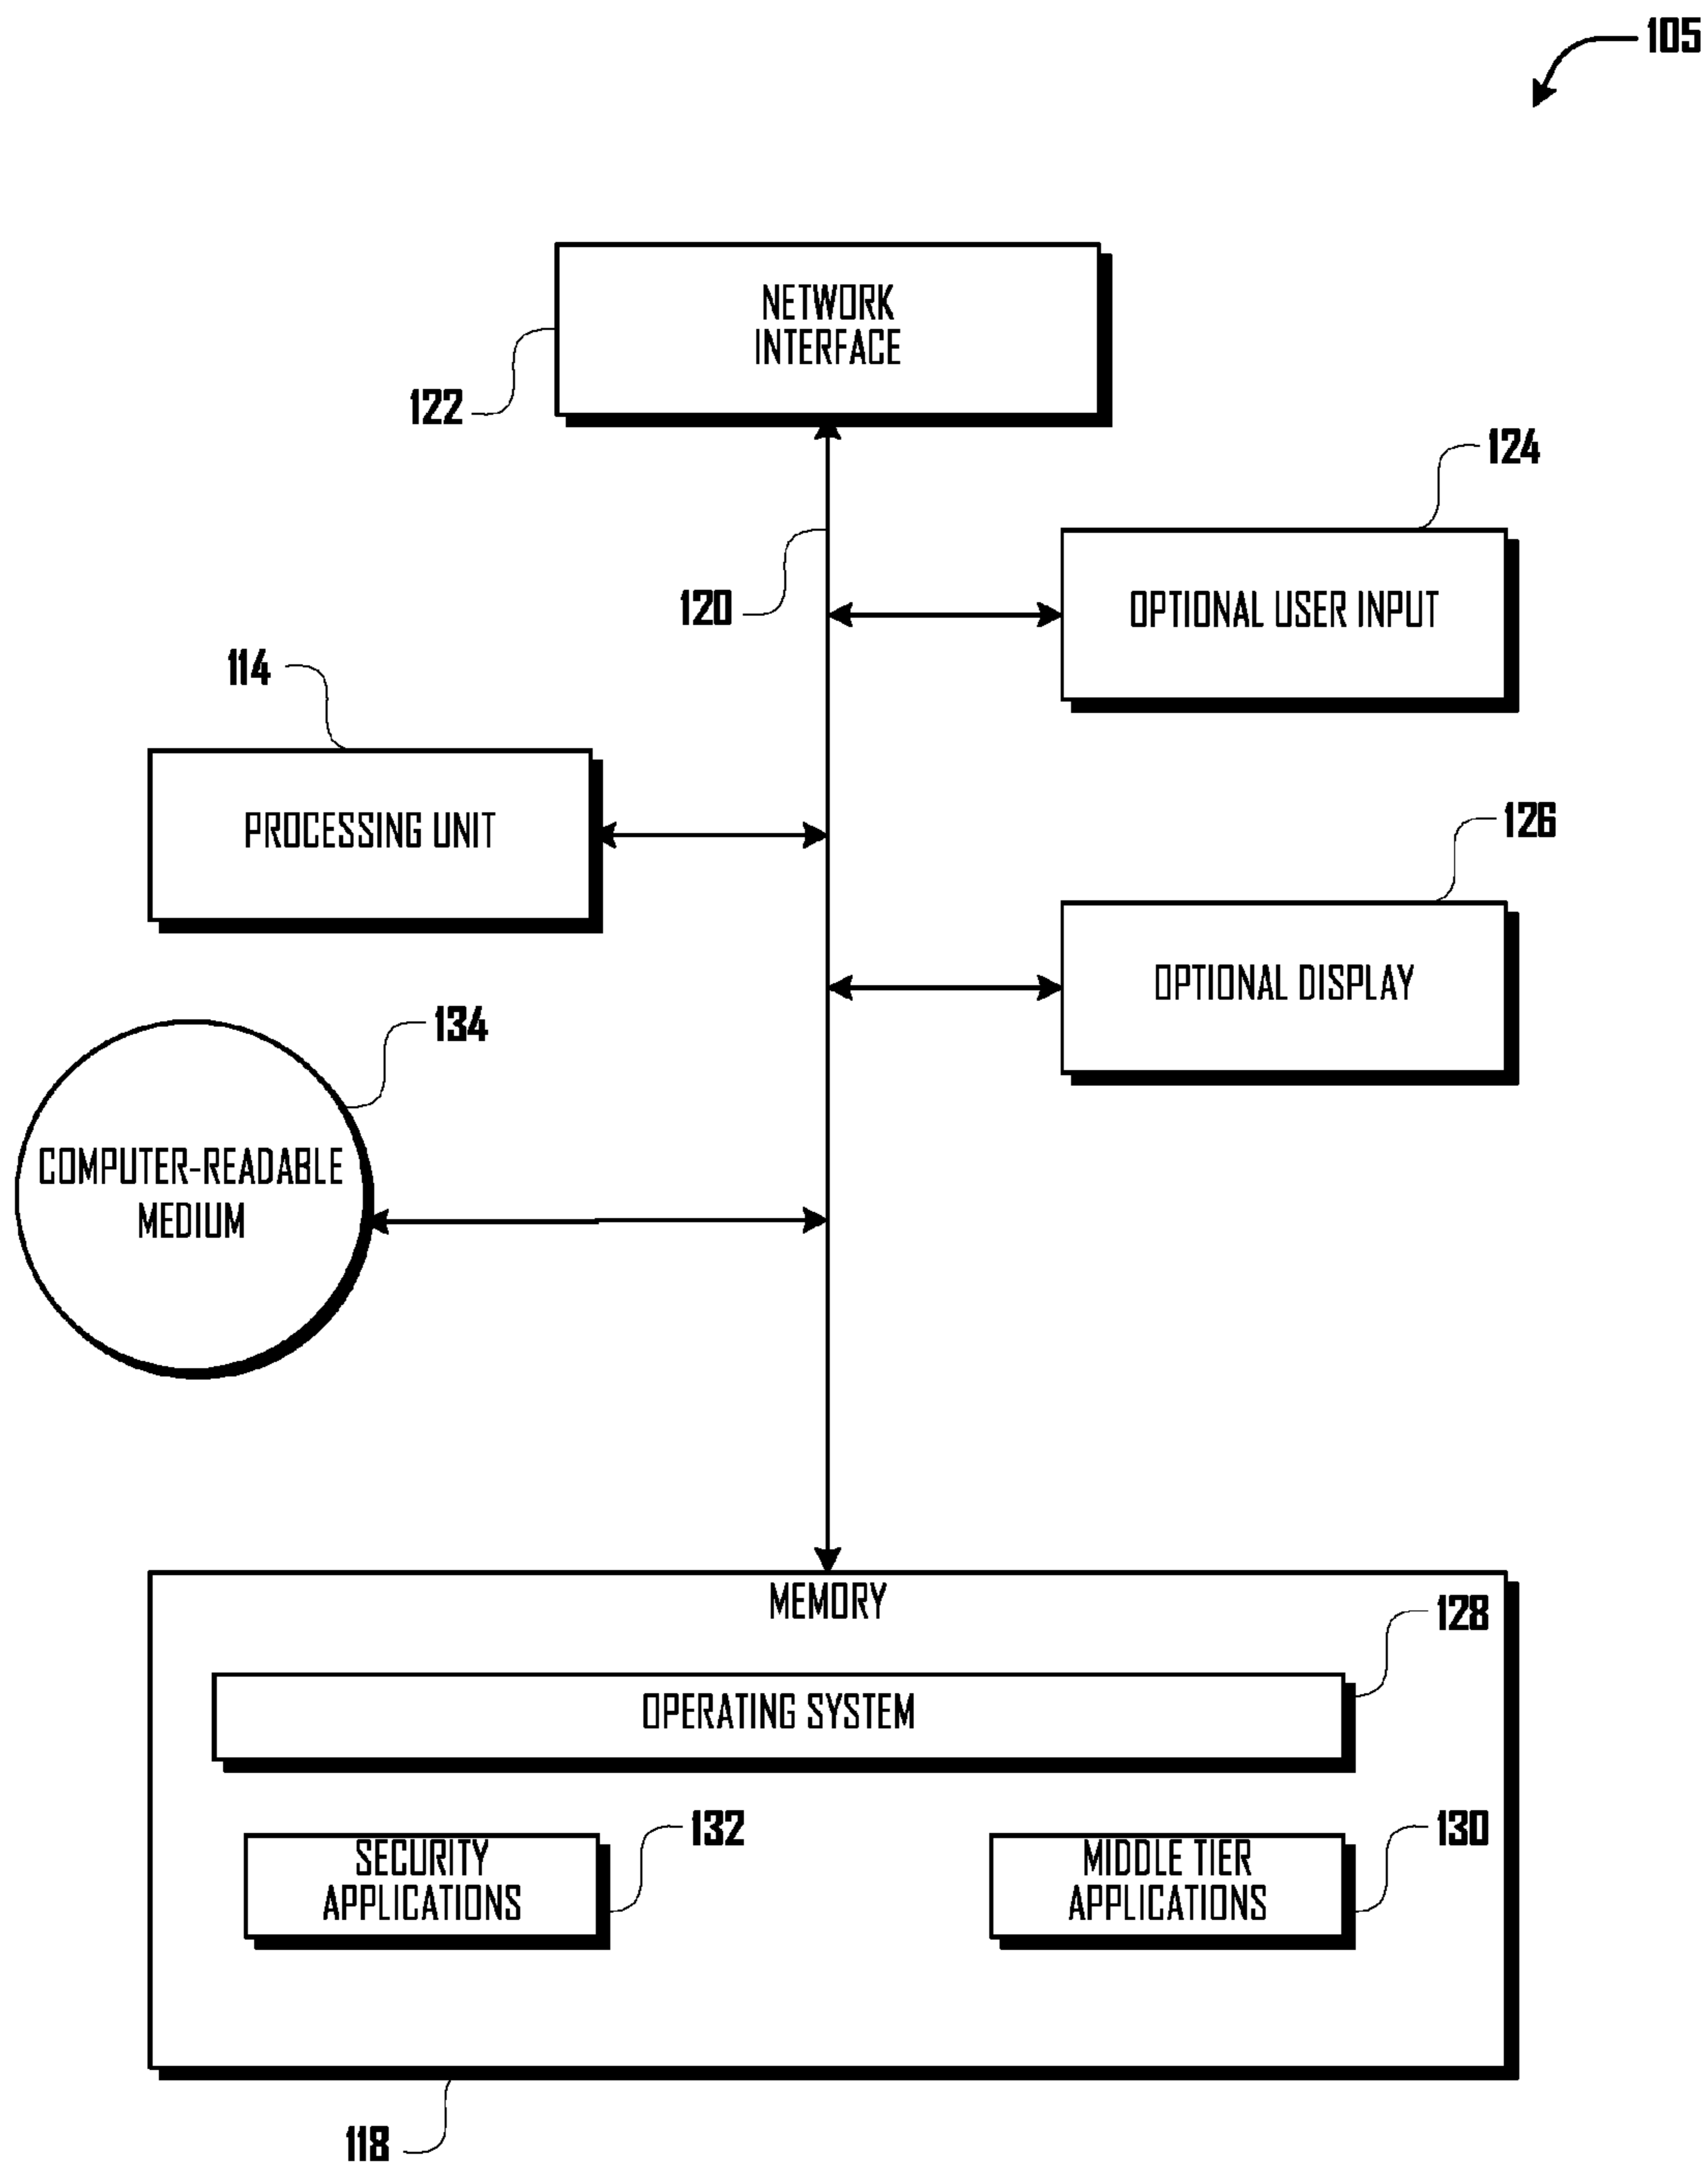 105
NETWORK
INTERFACE
122
124
120
OPTIONAL USER INPUT
114
PROCESSING UNIT
126
OPTIONAL DISPLAY
134
COMPUTER-READABLE
MEDIUM
MEMORY
128
OPERATING SYSTEM
132
130
SECURITY
APPLICATIONS
MIDDLE TIER
APPLICATIONS
118